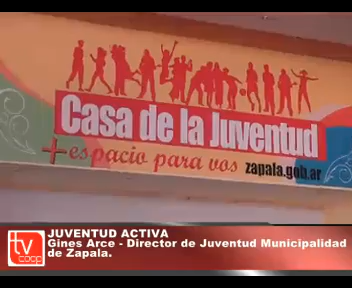 Casa de la Juventud
+ espacio para vos zapala.gob.ar
JUVENTUD ACTIVA
Gines Arce - Director de Juventud Municipalidad
de Zapala.
tv
coop